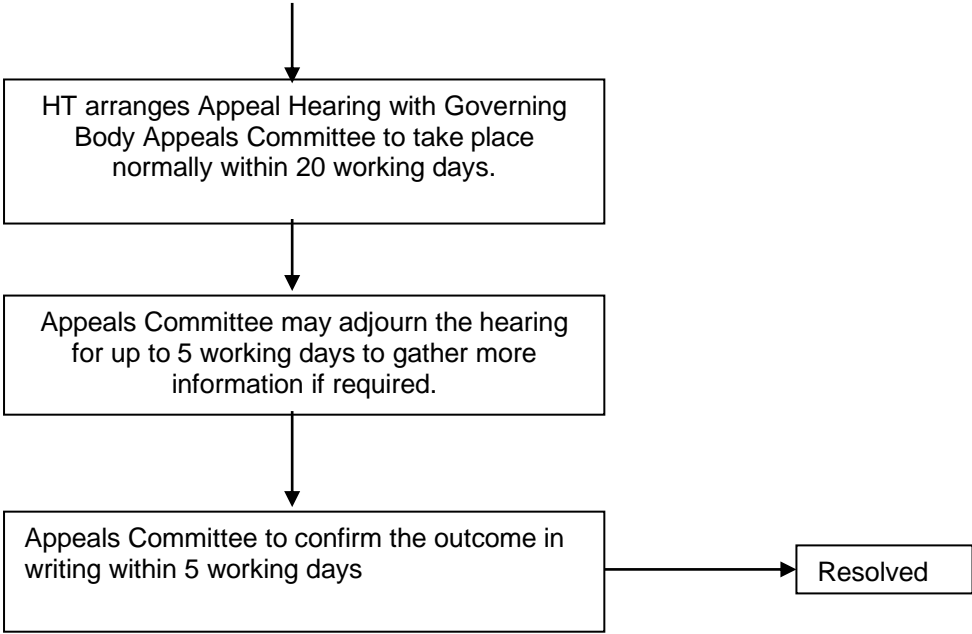 HT arranges Appeal Hearing with Governing
Body Appeals Committee to take place
normally within 20 working days.
Appeals Committee may adjourn the hearing
for up to 5 working days to gather more
information if required.
Appeals Committee to confirm the outcome in
writing within 5 working days
Resolved